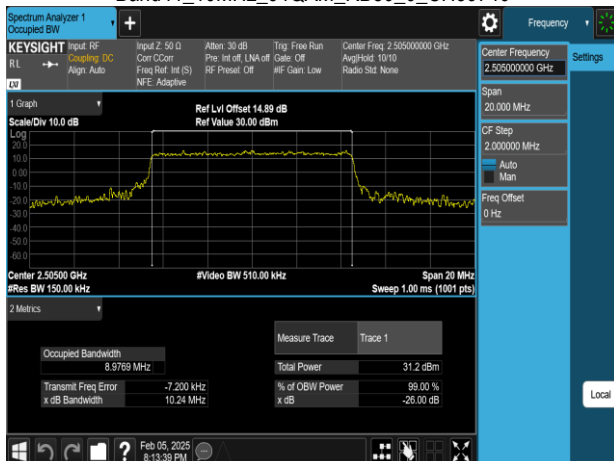 Spectrum Analyzer 1
Occupied BW
Frequency
KEYSIGHT
RL
LXI
Input: RF
Coupling: DC
Align: Auto
Input Z: 50 Ω
Corr CCorr
Freq Ref: Int (S)
NFE: Adaptive
Atten: 30 dB
Pre: Int off, LNA off
RF Presel: Off
Trig: Free Run
Gate: Off
#IF Gain: Low
Center Freq: 2.505000000 GHz
Avg|Hold: 10/10
Radio Std: None
Center Frequency
2.505000000 GHz
Settings
Span
20.000 MHz
CF Step
2.000000 MHz
Auto
Man
Freq Offset
0 Hz
Local
1 Graph
Scale/Div 10.0 dB
Ref Lvl Offset 14.89 dB
Ref Value 30.00 dBm
Log
20.0
10.0
0.00
-10.0
-20.0
-30.0
-40.0
-50.0
-60.0
Center 2.50500 GHz
#Video BW 510.00 kHz
Span 20 MHz
#Res BW 150.00 kHz
Sweep 1.00 ms (1001 pts)
2 Metrics
Measure Trace
Trace 1
Occupied Bandwidth
8.9769 MHz
Total Power
31.2 dBm
Transmit Freq Error
-7.200 kHz
% of OBW Power
99.00 %
x dB Bandwidth
10.24 MHz
x dB
-26.00 dB
Feb 05, 2025
8:13:39 PM